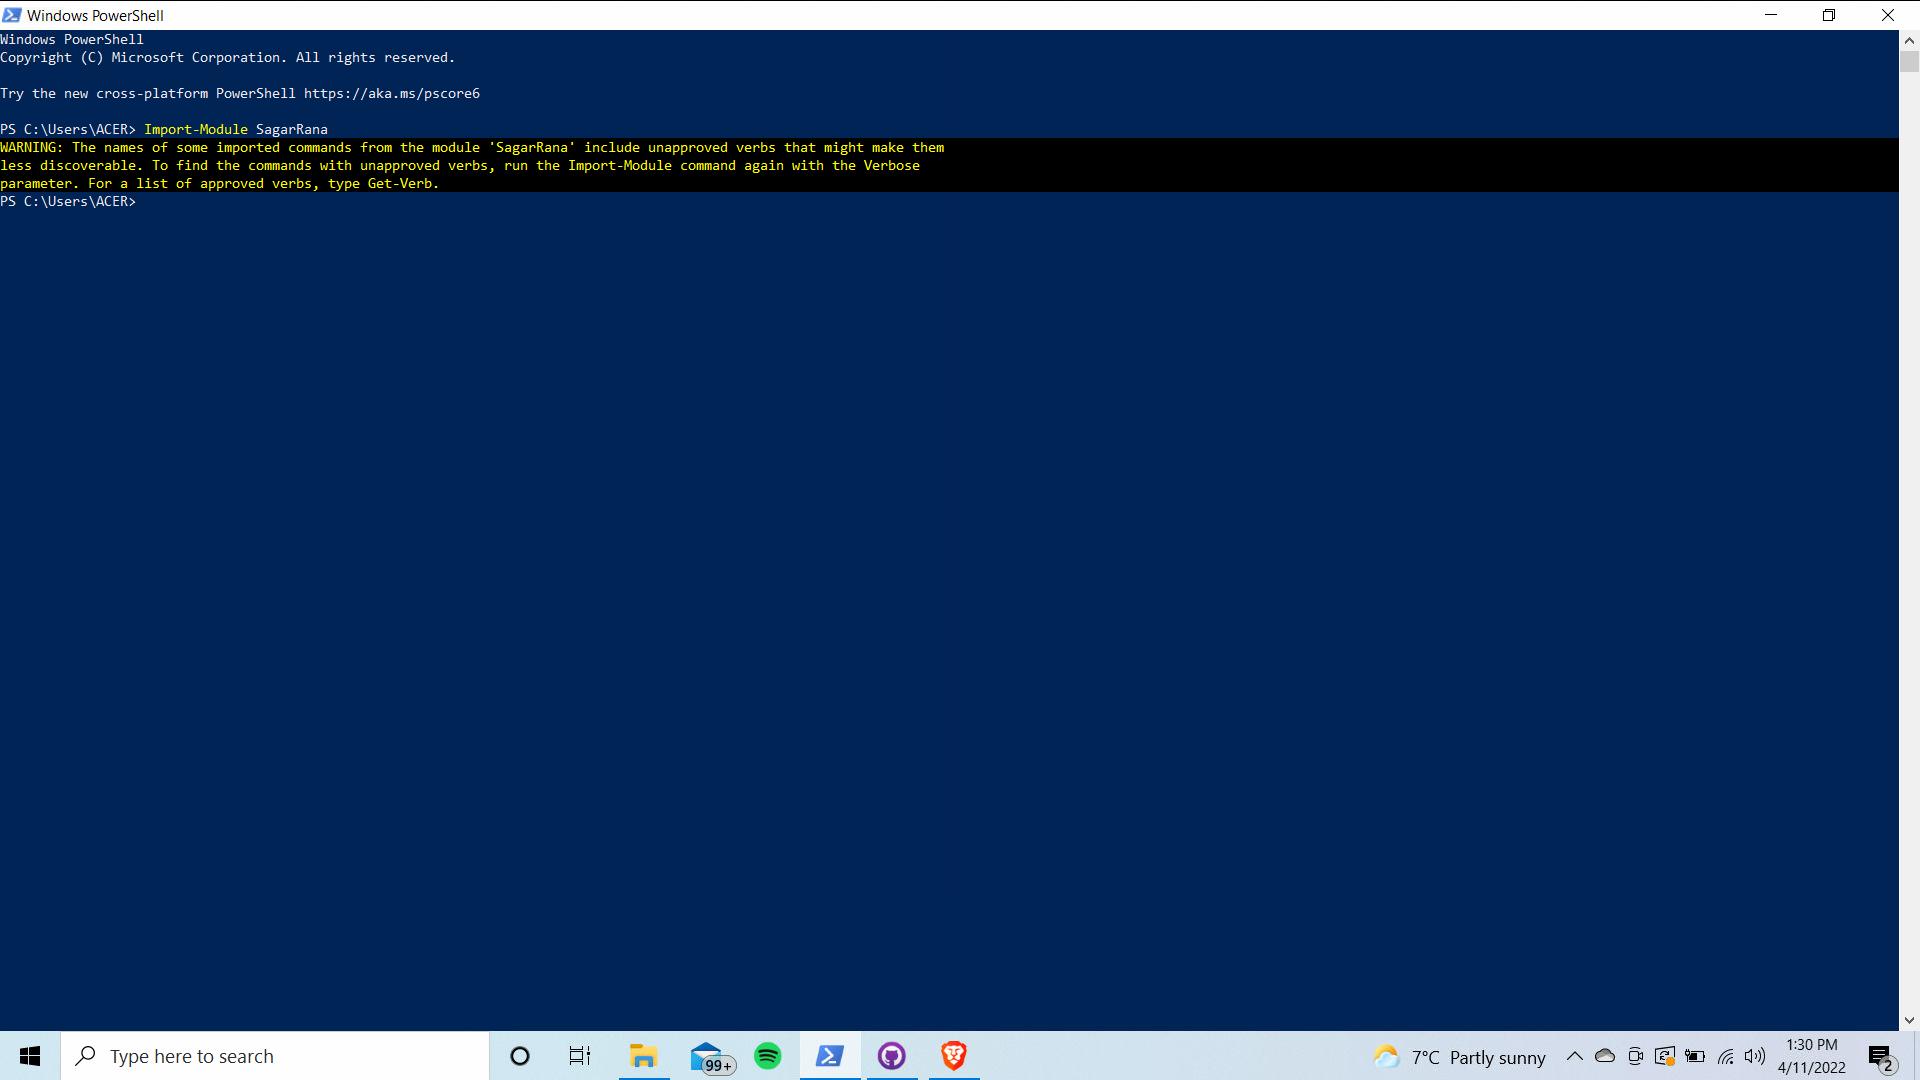 Windows PowerShell
Windows PowerShell
Copyright (C) Microsoft Corporation. All rights reserved.
Try the new cross-platform PowerShell https://aka.ms/pscore6
PS C:\Users\ACER> Import-Module SagarRana
WARNING: The names of some imported commands from the module 'SagarRana' include unapproved verbs that might make them
less discoverable. To find the commands with unapproved verbs, run the Import-Module command again with the Verbose
parameter. For a list of approved verbs, type Get-Verb.
PS C:\Users\ACER>
Type here to search
99+
7°C Partly sunny
1:30 PM
4/11/2022
2